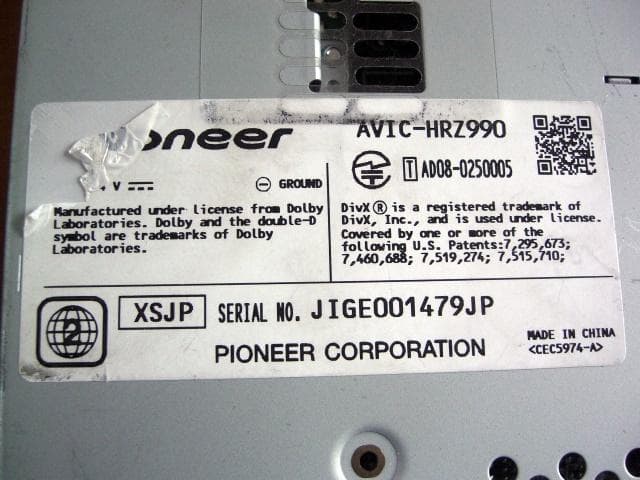 oneer
AVIC-HRZ990
T AD08-0250005
V ⎓
⊖ GROUND
Manufactured under license from Dolby
Laboratories. Dolby and the double-D
symbol are trademarks of Dolby
Laboratories.
DivX® is a registered trademark of
DivX, Inc., and is used under license.
Covered by one or more of the
following U.S. Patents:7,295,673;
7,460,688; 7,519,274; 7,515,710;
2
XSJP SERIAL NO. JIGE001479JP
PIONEER CORPORATION
MADE IN CHINA
<CEC5974-A>